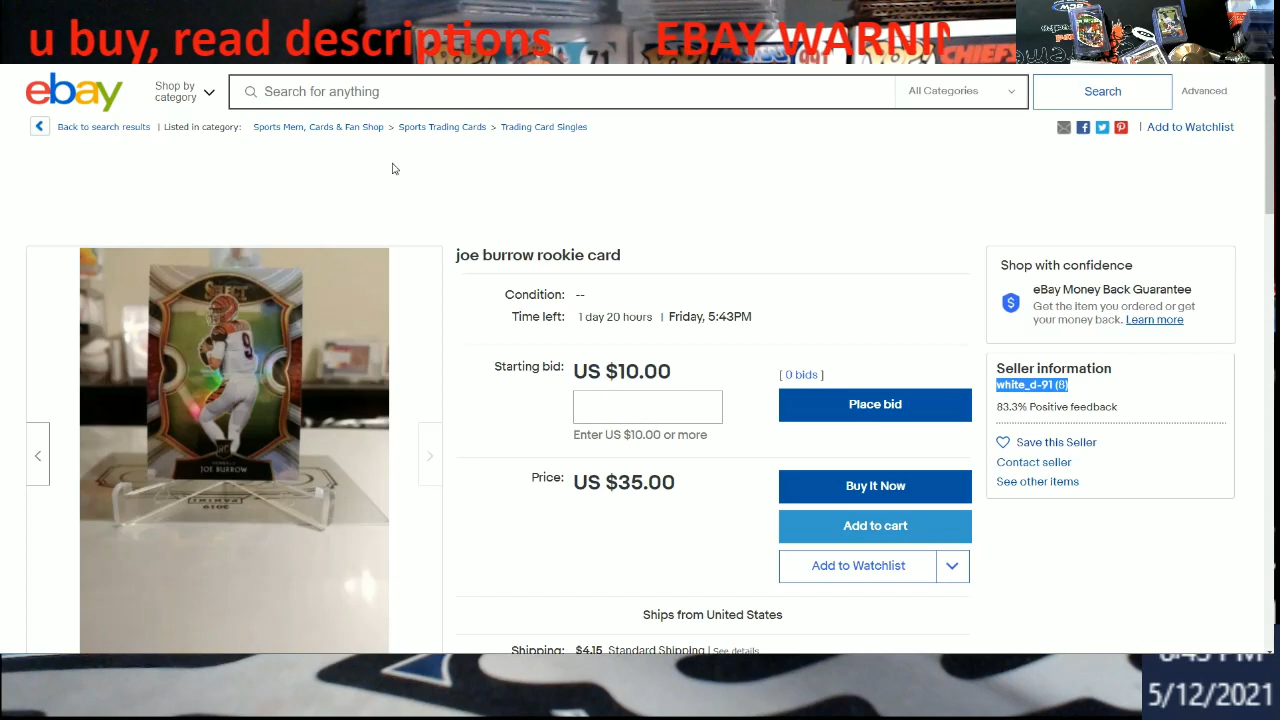 u buy, read descriptions EBAY WARNIN
CHIEFS
ebay
Shop by category
Search for anything
All Categories
Search
Advanced
Back to search results | Listed in category: Sports Mem, Cards & Fan Shop > Sports Trading Cards > Trading Card Singles
| Add to Watchlist
SELECT
9
JOE BURROW
joe burrow rookie card
Condition: --
Time left: 1 day 20 hours | Friday, 5:43PM
Starting bid: US $10.00
[ 0 bids ]
Place bid
Enter US $10.00 or more
Price: US $35.00
Buy It Now
Add to cart
Add to Watchlist
Ships from United States
Shipping: $4.15 Standard Shipping | See details
Shop with confidence
eBay Money Back Guarantee
Get the item you ordered or get
your money back. Learn more
Seller information
white_d-91 (8)
83.3% Positive feedback
Save this Seller
Contact seller
See other items
5/12/2021